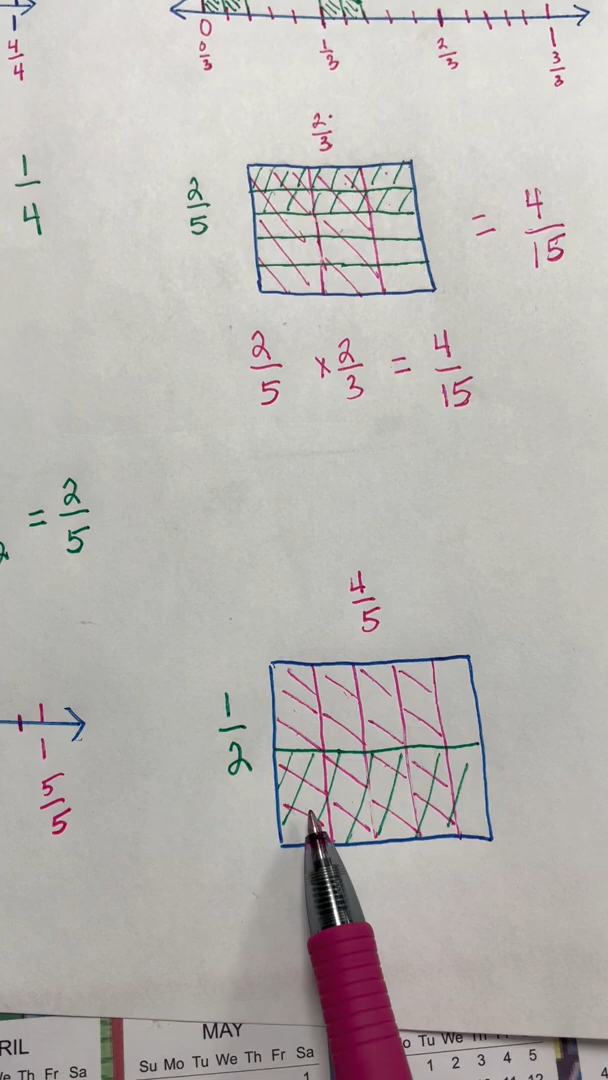 4/4
0
0/3
1/3
2/3
1
3/3
2/3
1/4
2/5
= 4/15
2/5 × 2/3 = 4/15
= 2/5
4/5
1/2
1
5/5
RIL
MAY
Fr Sa
Su Mo Tu We Th Fr Sa
1
Tu We Th
1 2 3 4 5